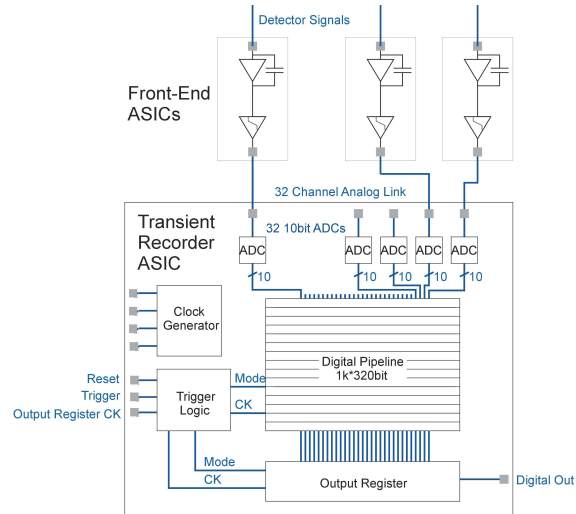 Detector Signals
Front-End
ASICs
32 Channel Analog Link
Transient
Recorder
ASIC
32 10bit ADCs
ADC
ADC
ADC
ADC
ADC
10
10
10
10
10
Clock
Generator
Digital Pipeline
1k*320bit
Reset
Trigger
Output Register CK
Trigger
Logic
Mode
CK
Mode
CK
Output Register
Digital Out